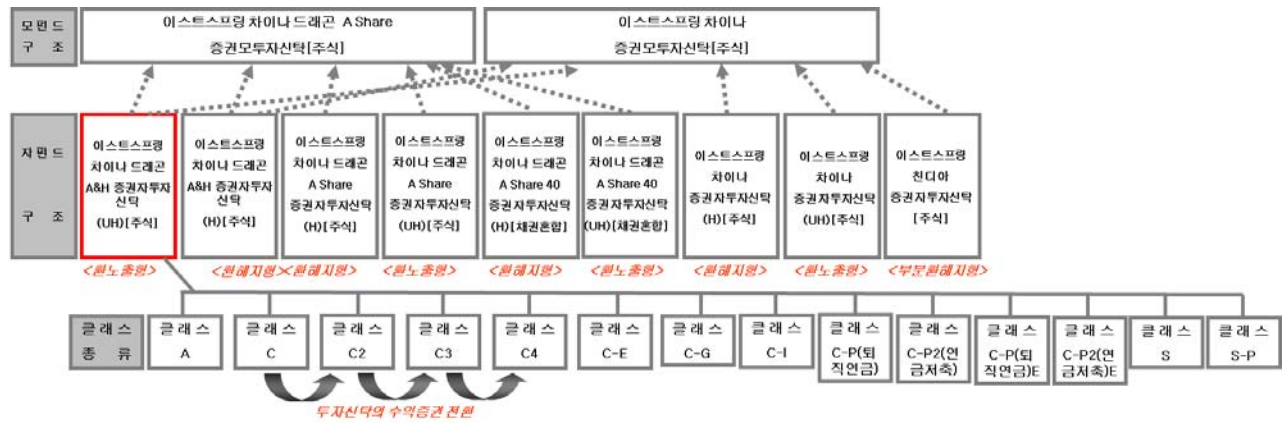 모펀드
구 조
이스트스프링 차이나 드래곤 A Share
증권모투자신탁[주식]
이스트스프링 차이나
증권모투자신탁[주식]
자펀드
구 조
이스트스프링
차이나 드래곤
A&H 증권자투자
신탁
(UH)[주식]
이스트스프링
차이나 드래곤
A&H 증권자투자
신탁
(H)[주식]
이스트스프링
차이나 드래곤
A Share
증권자투자신탁
(H)[주식]
이스트스프링
차이나 드래곤
A Share
증권자투자신탁
(UH)[주식]
이스트스프링
차이나 드래곤
A Share 40
증권자투자신탁
(H)[채권혼합]
이스트스프링
차이나 드래곤
A Share 40
증권자투자신탁
(UH)[채권혼합]
이스트스프링
차이나
증권자투자신탁
(H)[주식]
이스트스프링
차이나
증권자투자신탁
(UH)[주식]
이스트스프링
친디아
증권자투자신탁
[주식]
<환노출형>
<환헤지형>
<환헤지형>
<환노출형>
<환헤지형>
<환노출형>
<환헤지형>
<환노출형>
<부분환헤지형>
클래스
종 류
클래스
A
클래스
C
클래스
C2
클래스
C3
클래스
C4
클래스
C-E
클래스
C-G
클래스
C-I
클래스
C-P(퇴
직연금)
클래스
C-P2(연
금저축)
클래스
C-P(퇴
직연금)E
클래스
C-P2(연
금저축)E
클래스
S
클래스
S-P
투자신탁의 수익증권 전환